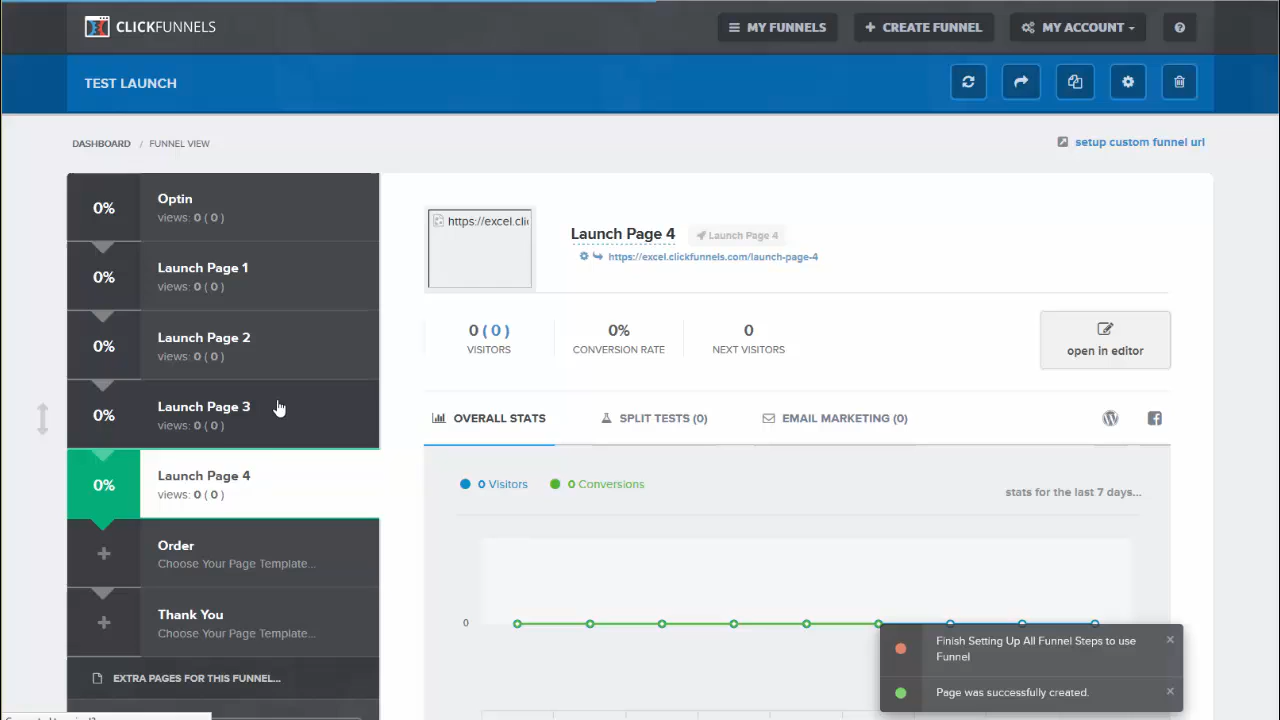 CLICKFUNNELS
MY FUNNELS
CREATE FUNNEL
MY ACCOUNT
TEST LAUNCH
DASHBOARD / FUNNEL VIEW
setup custom funnel url
0%
Optin
views: 0 ( 0 )
0%
Launch Page 1
views: 0 ( 0 )
0%
Launch Page 2
views: 0 ( 0 )
0%
Launch Page 3
views: 0 ( 0 )
0%
Launch Page 4
views: 0 ( 0 )
Order
Choose Your Page Template...
Thank You
Choose Your Page Template...
EXTRA PAGES FOR THIS FUNNEL...
https://excel.cli
Launch Page 4
Launch Page 4
https://excel.clickfunnels.com/launch-page-4
0 ( 0 )
VISITORS
0%
CONVERSION RATE
0
NEXT VISITORS
open in editor
OVERALL STATS
SPLIT TESTS (0)
EMAIL MARKETING (0)
0 Visitors
0 Conversions
stats for the last 7 days...
0
Finish Setting Up All Funnel Steps to use
Funnel
Page was successfully created.